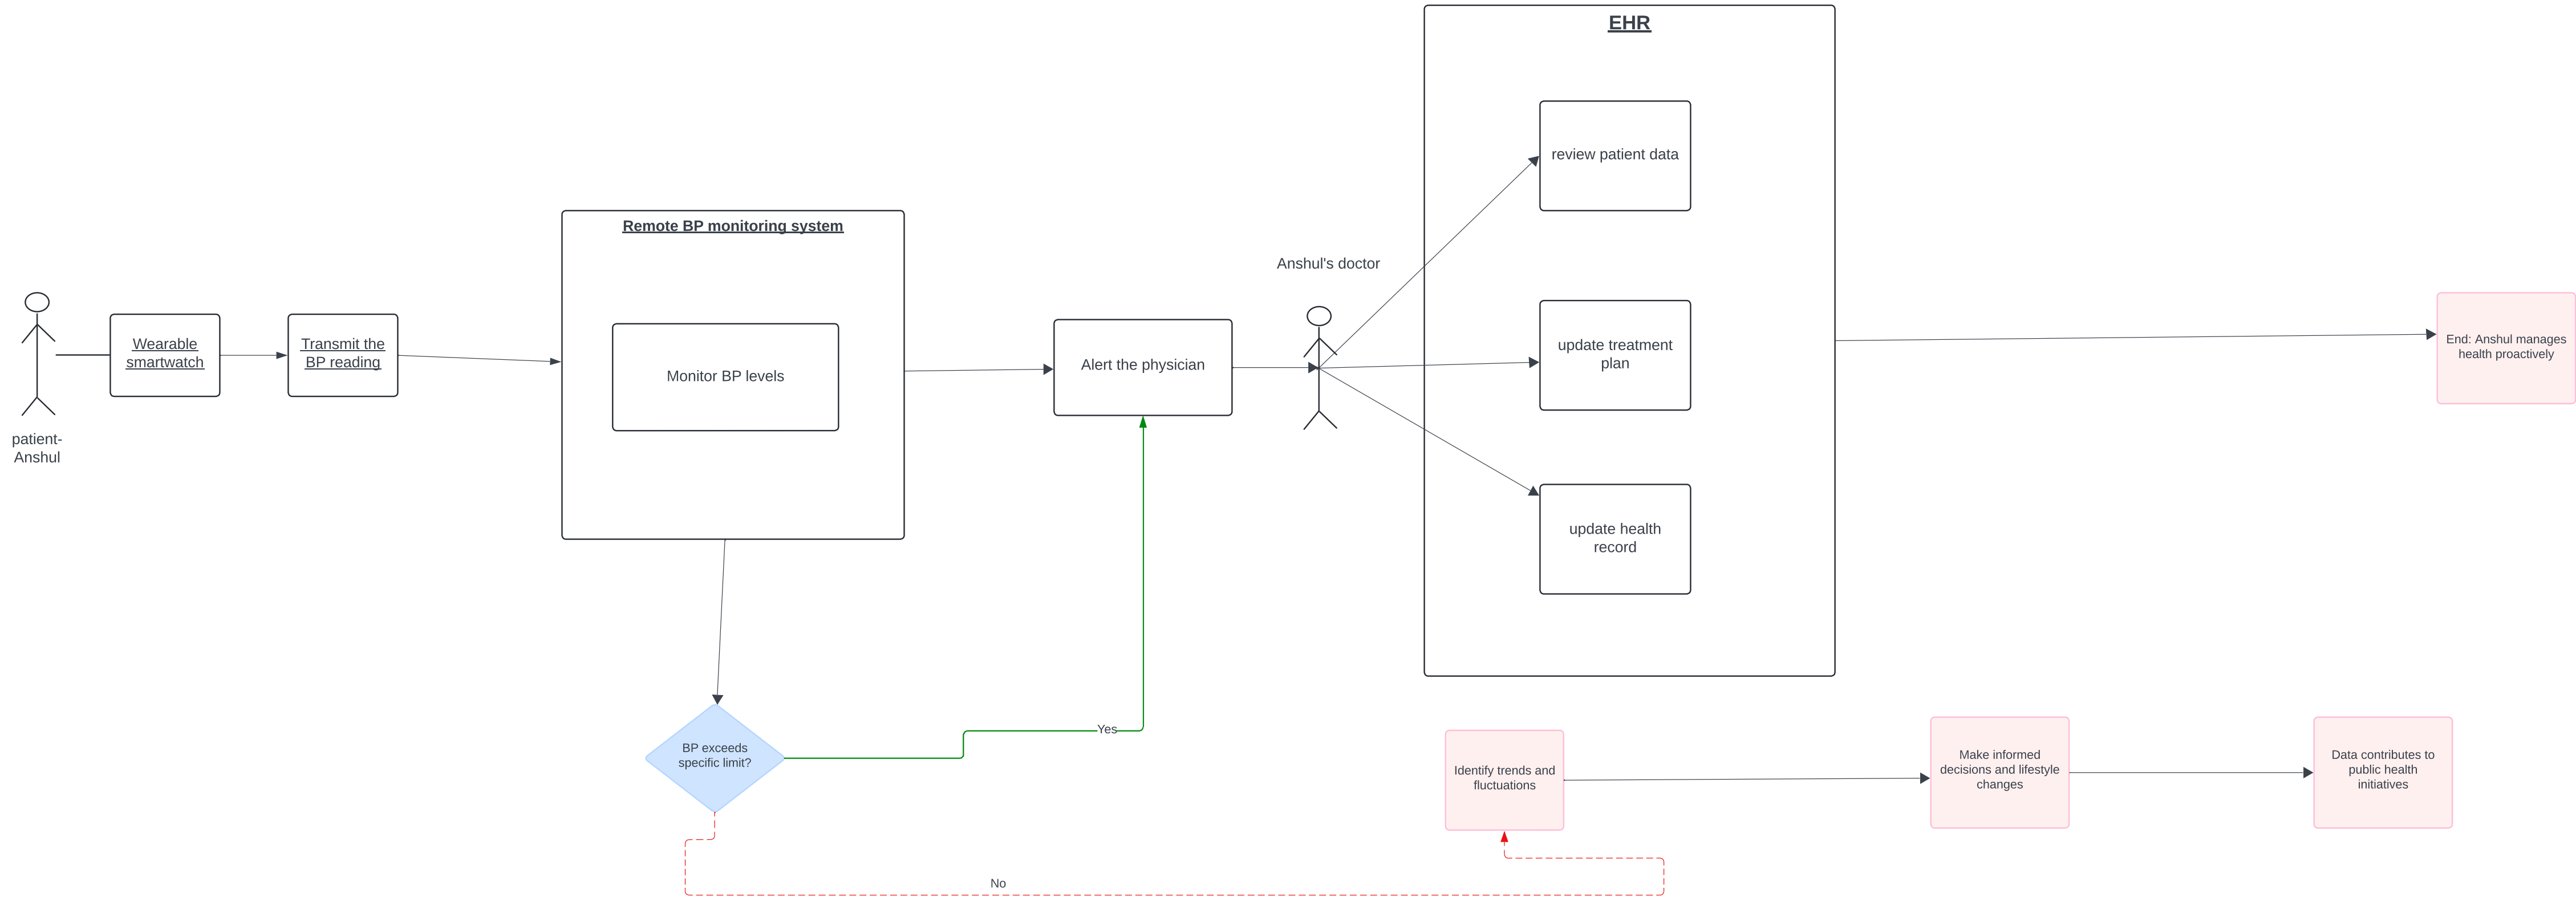 EHR
review patient data
Remote BP monitoring system
Anshul's doctor
Wearable
smartwatch
Transmit the
BP reading
Monitor BP levels
Alert the physician
update treatment
plan
End: Anshul manages
health proactively
patient-
Anshul
update health
record
BP exceeds
specific limit?
Yes
Identify trends and
fluctuations
Make informed
decisions and lifestyle
changes
Data contributes to
public health
initiatives
No